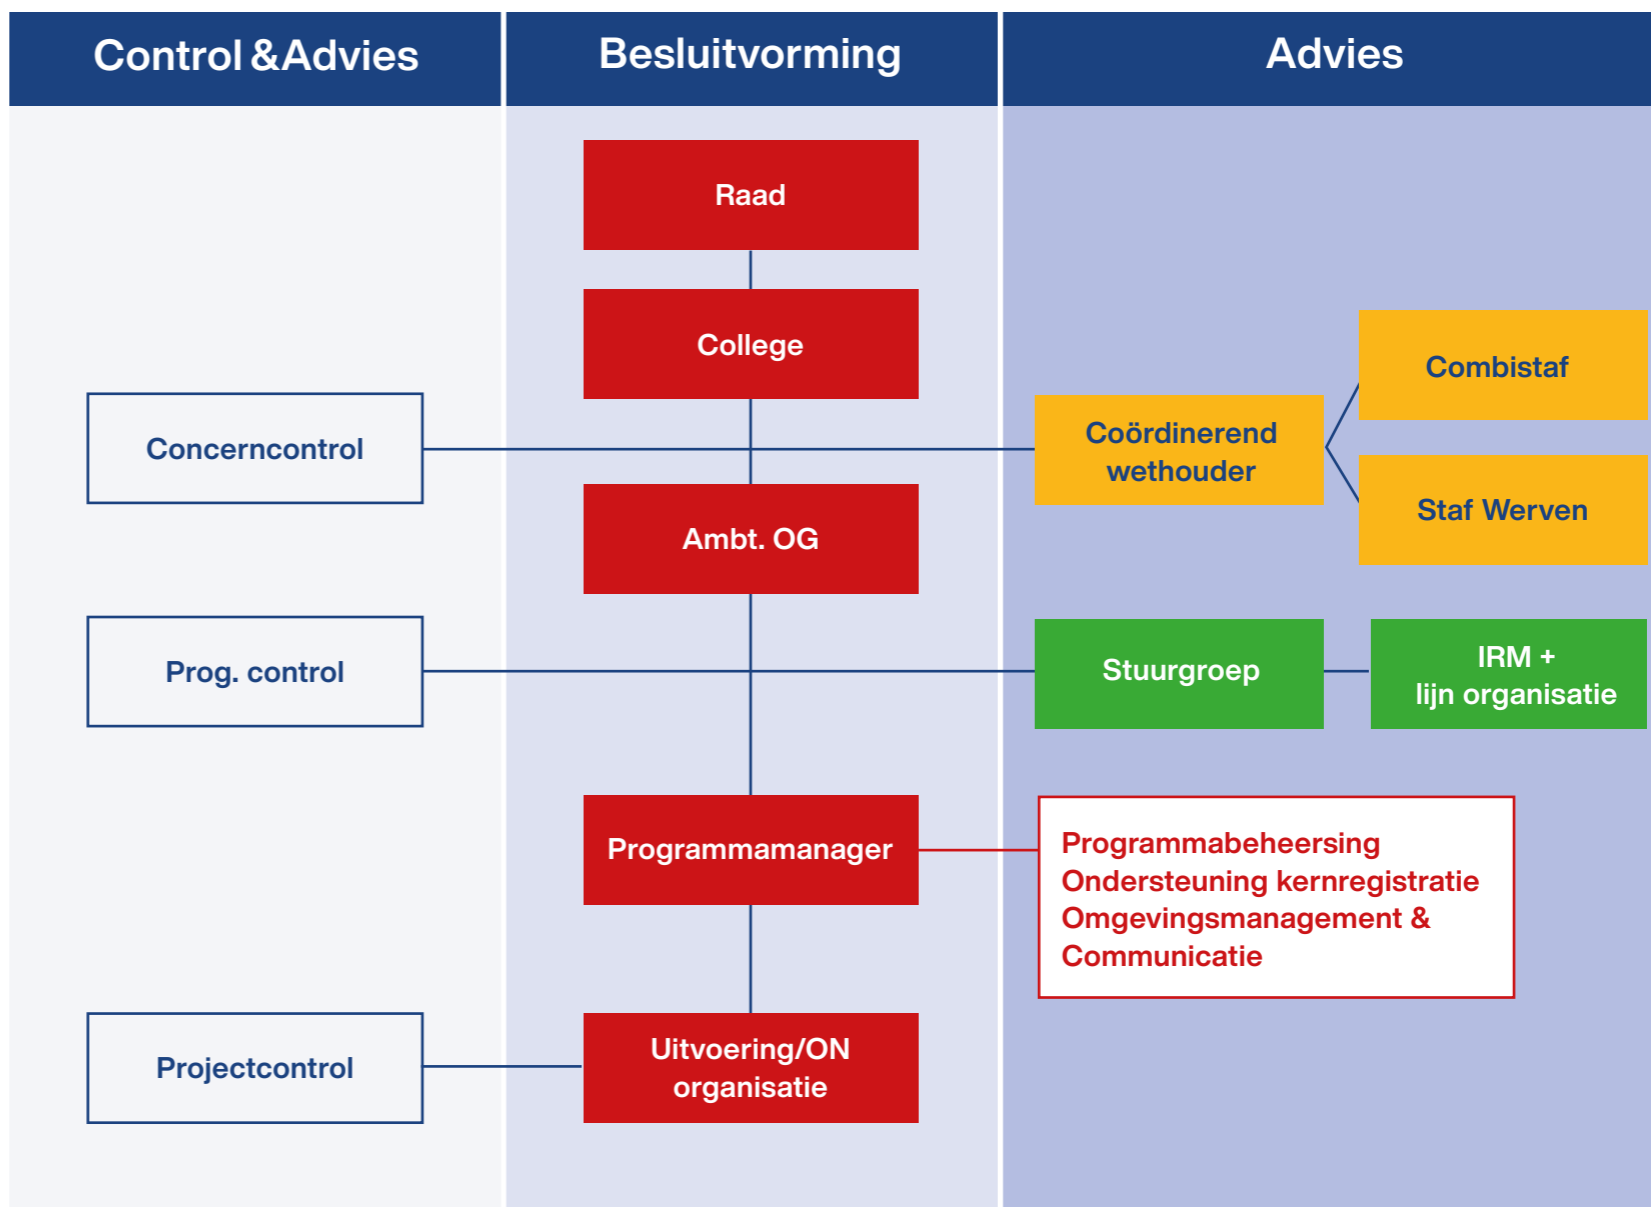 Control & Advies
Besluitvorming
Advies
Raad
College
Combistaf
Concerncontrol
Coördinerend
wethouder
Staf Werven
Ambt. OG
Prog. control
Stuurgroep
IRM +
lijn organisatie
Programmamanager
Programmabeheersing
Ondersteuning kernregistratie
Omgevingsmanagement &
Communicatie
Projectcontrol
Uitvoering/ON
organisatie